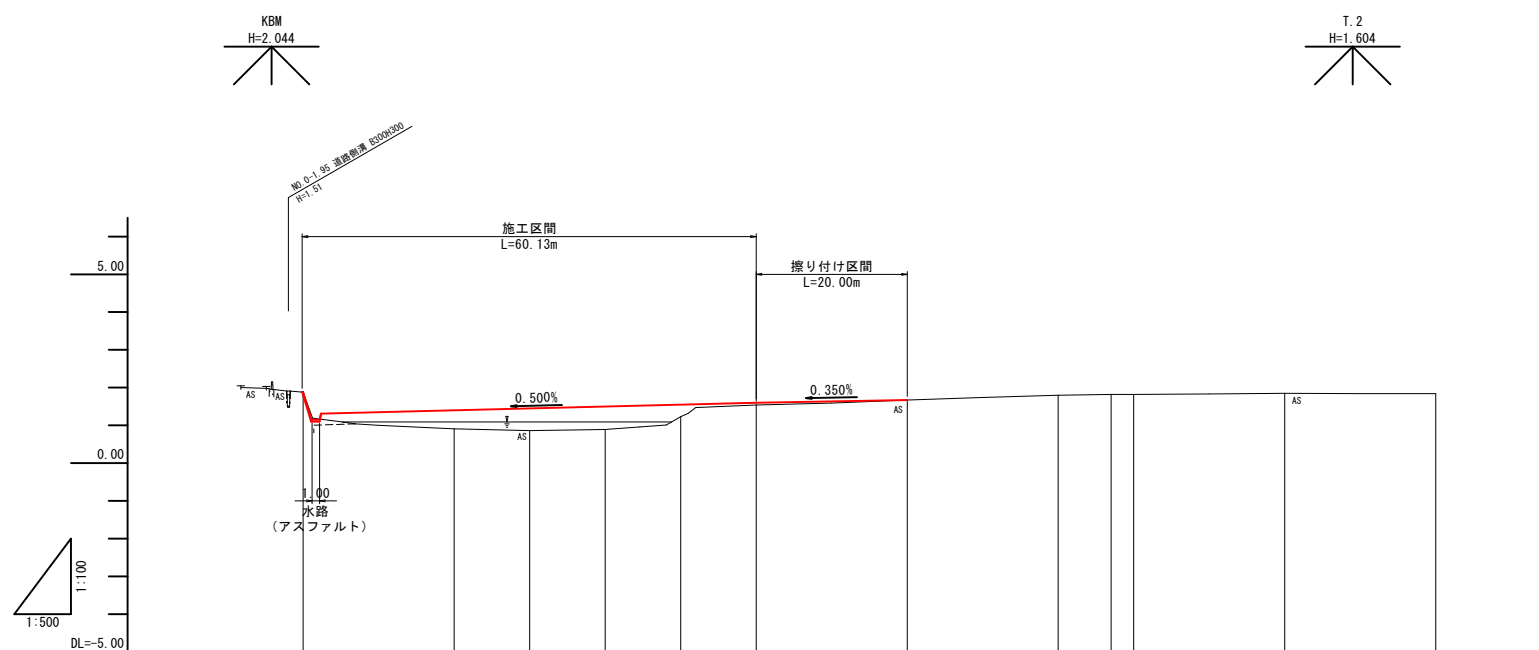 KBM
H=2.044
T.2
H=1.604
NO.0-1.95 道路側溝 B300H300
H=1.51
施工区間
L=60.13m
擦り付け区間
L=20.00m
5.00
0.500%
0.350%
AS
AS
AS
AS
AS
0.00
1.00
水路
(アスファルト)
1:100
1:500
DL=-5.00